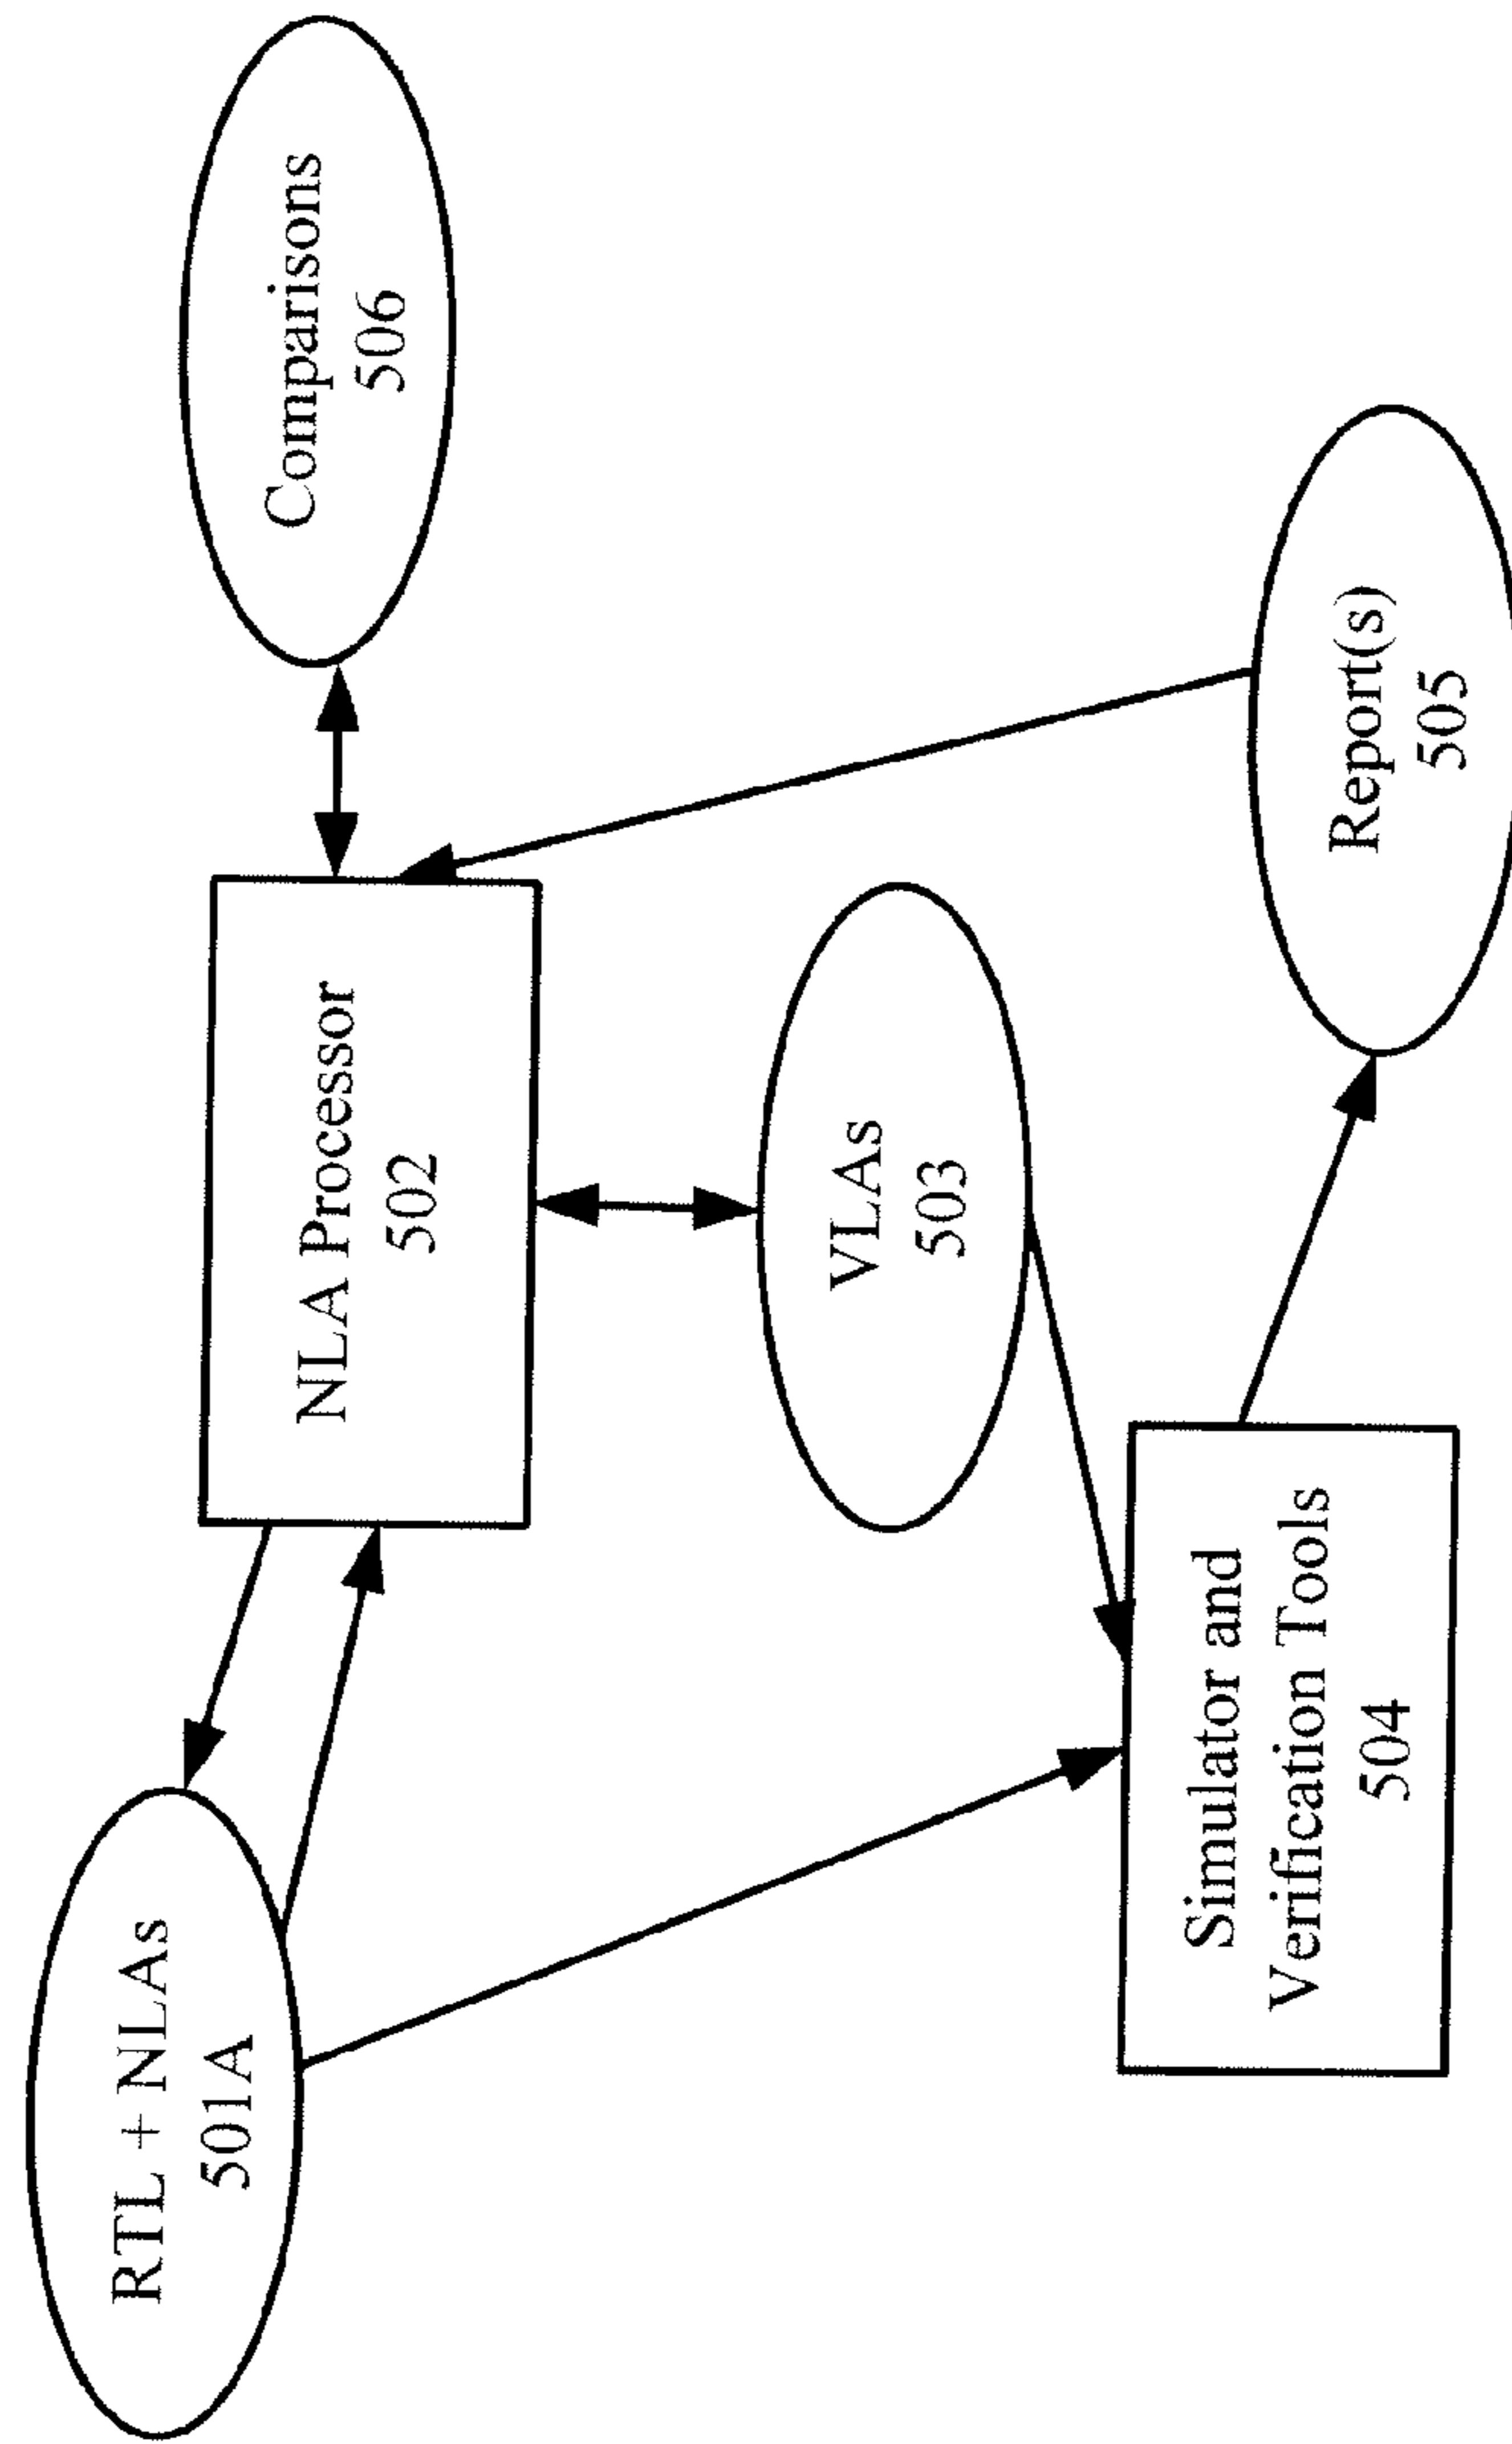 RTL + NLAs
501A
NLA Processor
502
Comparisons
506
VLAs
503
Simulator and
Verification Tools
504
Report(s)
505